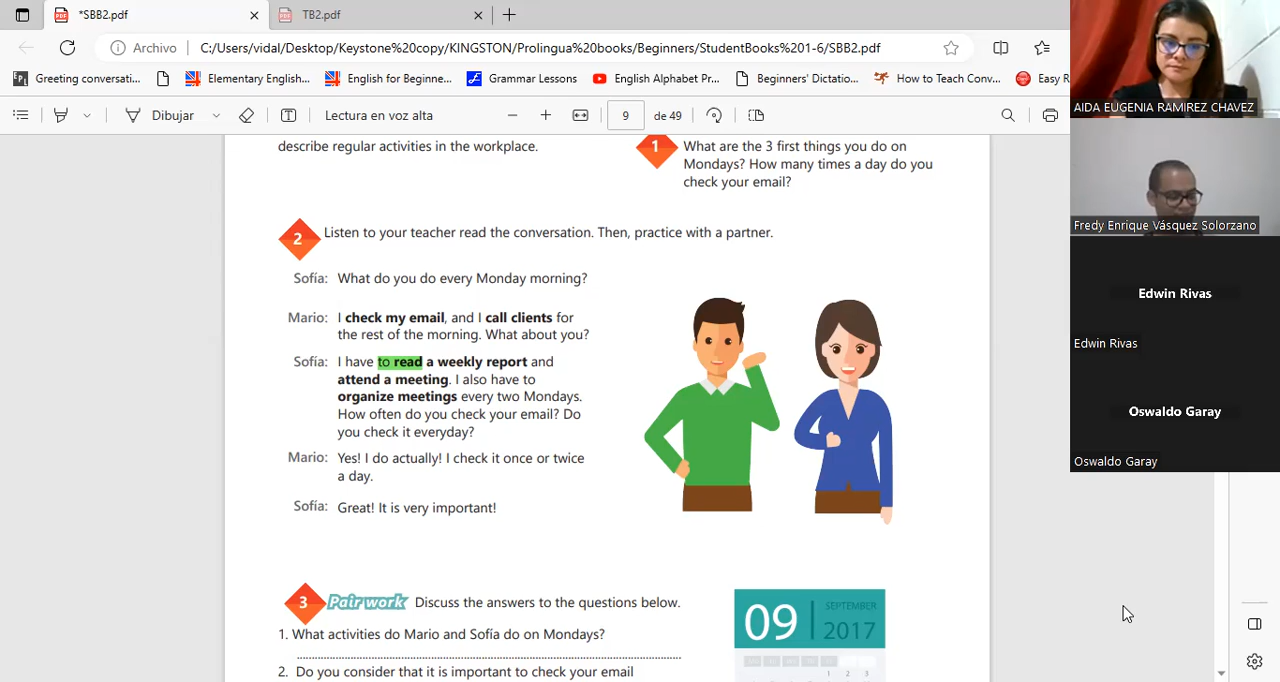 *SBB2.pdf
TB2.pdf
Archivo
C:/Users/vidal/Desktop/Keystone%20copy/KINGSTON/Prolingua%20books/Beginners/StudentBooks%201-6/SBB2.pdf
Greeting conversati...
Elementary English...
English for Beginne...
Grammar Lessons
English Alphabet Pr...
Beginners' Dictatio...
How to Teach Conv...
Easy R
Dibujar
Lectura en voz alta
9
de 49
describe regular activities in the workplace.
1
What are the 3 first things you do on
Mondays? How many times a day do you
check your email?
2
Listen to your teacher read the conversation. Then, practice with a partner.
Sofía: What do you do every Monday morning?
Mario: I check my email, and I call clients for
the rest of the morning. What about you?
Sofía: I have to read a weekly report and
attend a meeting. I also have to
organize meetings every two Mondays.
How often do you check your email? Do
you check it everyday?
Mario: Yes! I do actually! I check it once or twice
a day.
Sofía: Great! It is very important!
3
Pair work Discuss the answers to the questions below.
1. What activities do Mario and Sofía do on Mondays?
2. Do you consider that it is important to check your email
09
SEPTEMBER
2017
1 2 3
AIDA EUGENIA RAMIREZ CHAVEZ
Fredy Enrique Vásquez Solorzano
Edwin Rivas
Edwin Rivas
Oswaldo Garay
Oswaldo Garay